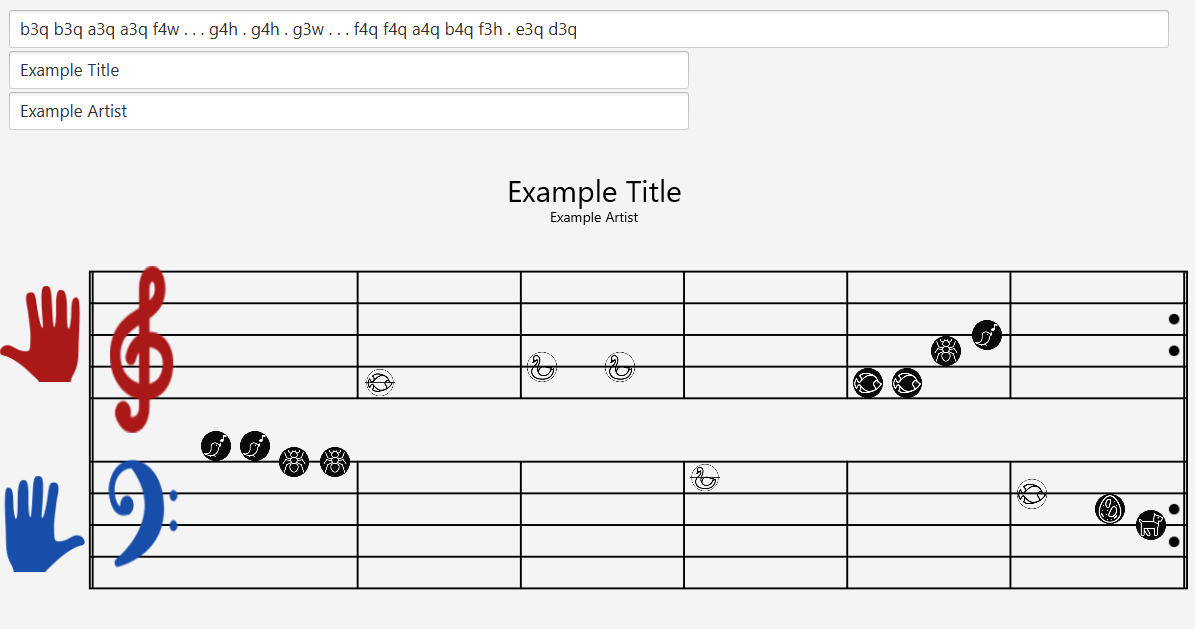 b3q b3q a3q a3q f4w . . . g4h . g4h . g3w . . . f4q f4q a4q b4q f3h . e3q d3q
Example Title
Example Artist
Example Title
Example Artist